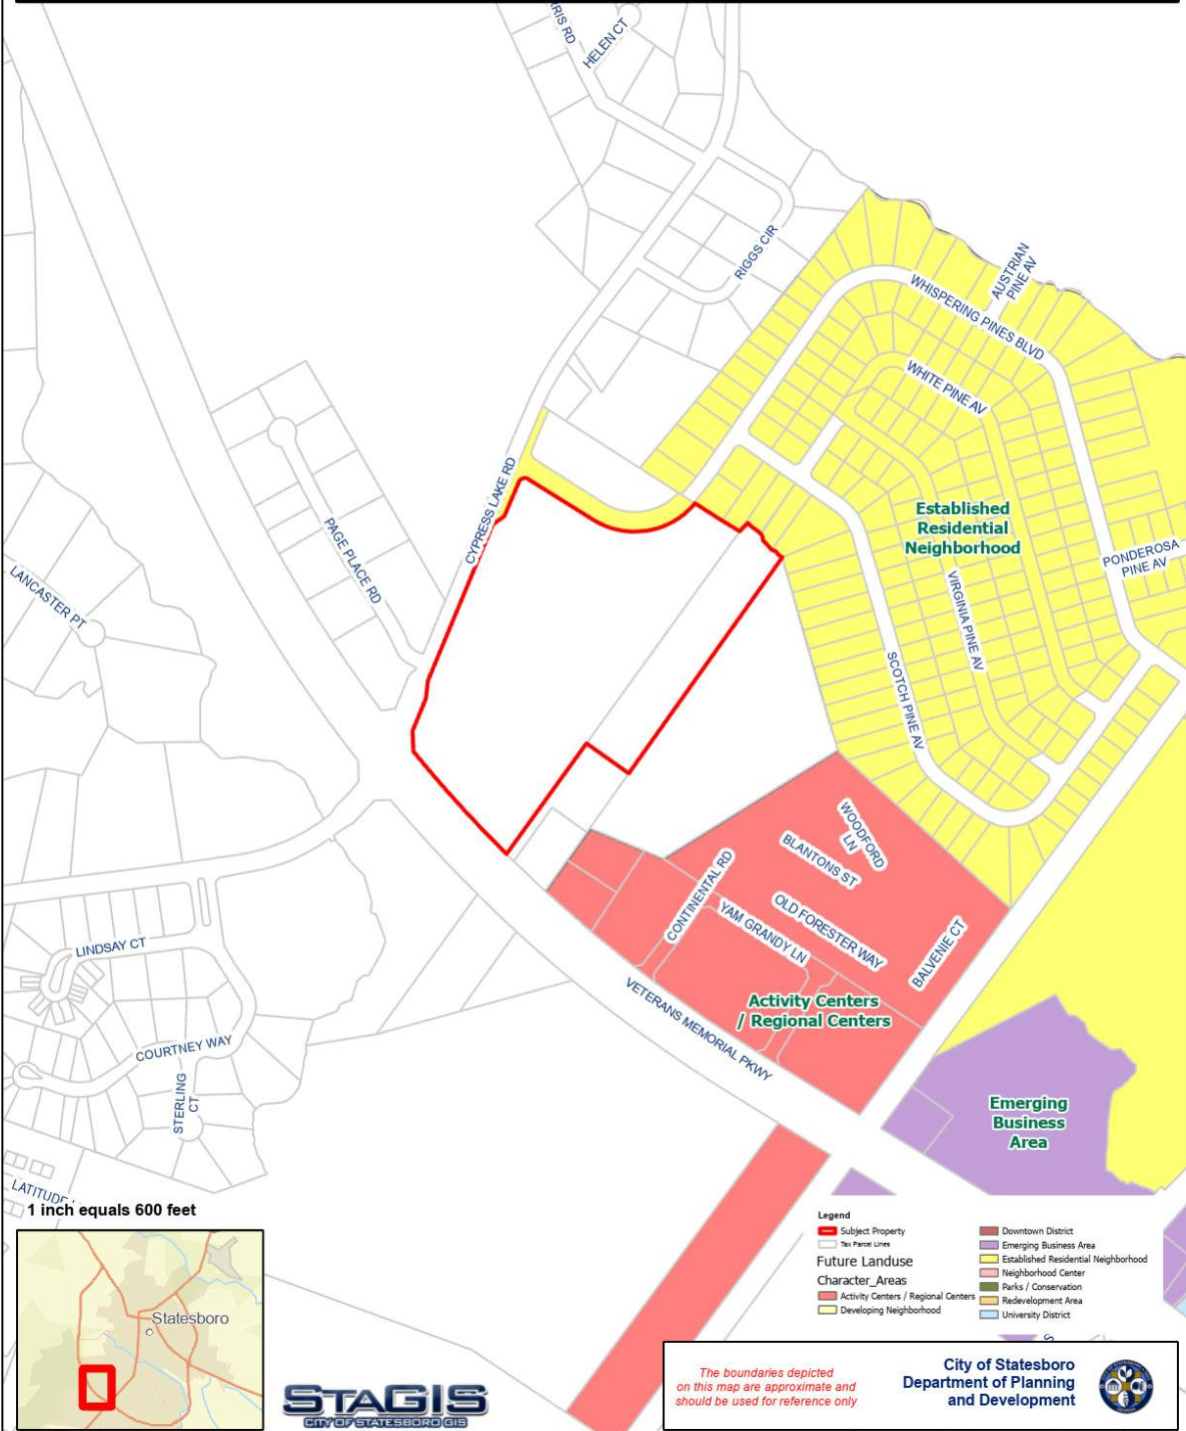 RRIS RD
HELEN CT
RIGGS CIR
AUSTRIAN
PINE AV
WHISPERING PINES BLVD
WHITE PINE AV
CYPRESS LAKE RD
PAGE PLACE RD
LANCASTER PT
Established
Residential
Neighborhood
PONDEROSA
PINE AV
VIRGINIA PINE AV
SCOTCH PINE AV
WOODFORD
LN
BLANTONS ST
CONTINENTAL RD
OLD FORESTER WAY
YAM GRANDY LN
BALVENIE CT
LINDSAY CT
VETERANS MEMORIAL PKWY
Activity Centers
/ Regional Centers
COURTNEY WAY
STERLING
CT
Emerging
Business
Area
LATITUDE
1 inch equals 600 feet
Statesboro
Legend
Subject Property
Tax Parcel Lines
Future Landuse
Character_Areas
Activity Centers / Regional Centers
Developing Neighborhood
Downtown District
Emerging Business Area
Established Residential Neighborhood
Neighborhood Center
Parks / Conservation
Redevelopment Area
University District
S
STAGIS
CITY OF STATESBORO GIS
The boundaries depicted
on this map are approximate and
should be used for reference only
City of Statesboro
Department of Planning
and Development